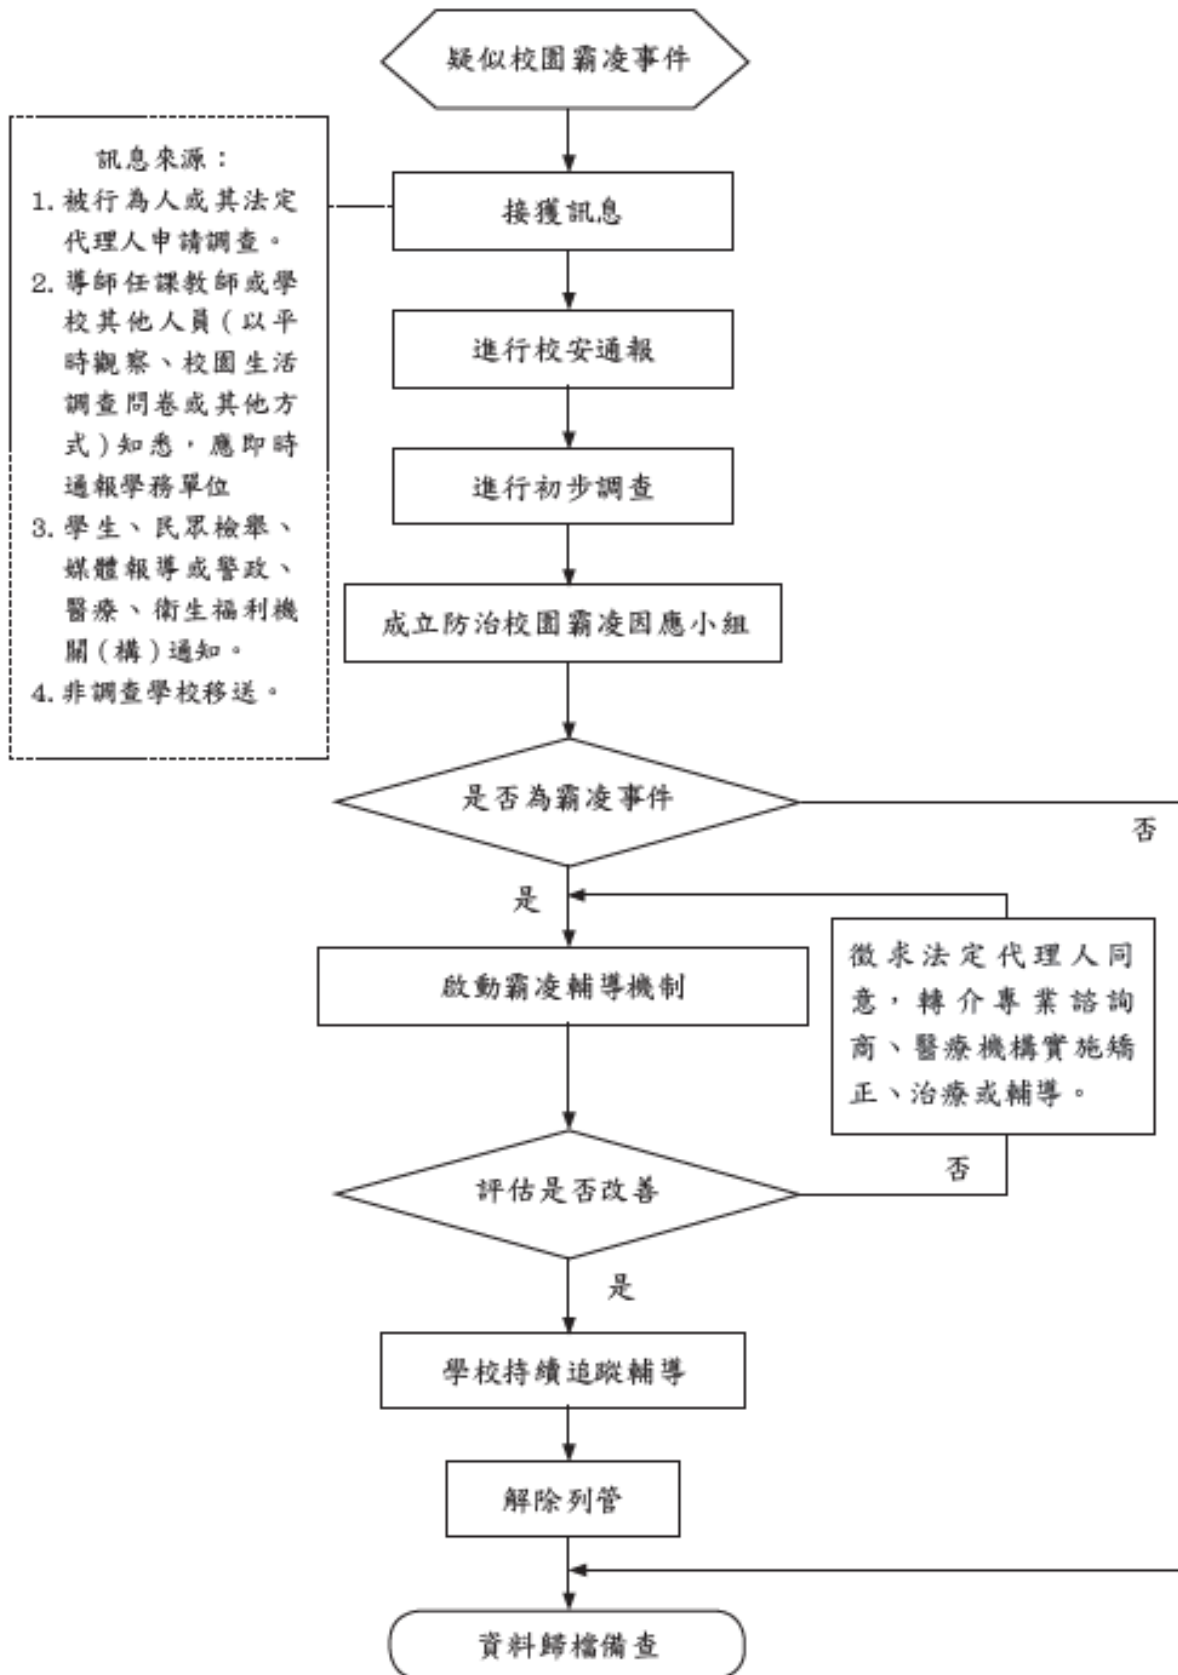 疑似校園霸凌事件
訊息來源：
1. 被行為人或其法定
代理人申請調查。
2. 導師任課教師或學
校其他人員(以平
時觀察、校園生活
調查問卷或其他方
式)知悉，應即時
通報學務單位
3. 學生、民眾檢舉、
媒體報導或警政、
醫療、衛生福利機
關(構)通知。
4. 非調查學校移送。
接獲訊息
進行校安通報
進行初步調查
成立防治校園霸凌因應小組
是否為霸凌事件
否
是
啟動霸凌輔導機制
徵求法定代理人同
意，轉介專業諮詢
商、醫療機構實施矯
正、治療或輔導。
評估是否改善
否
是
學校持續追蹤輔導
解除列管
資料歸檔備查